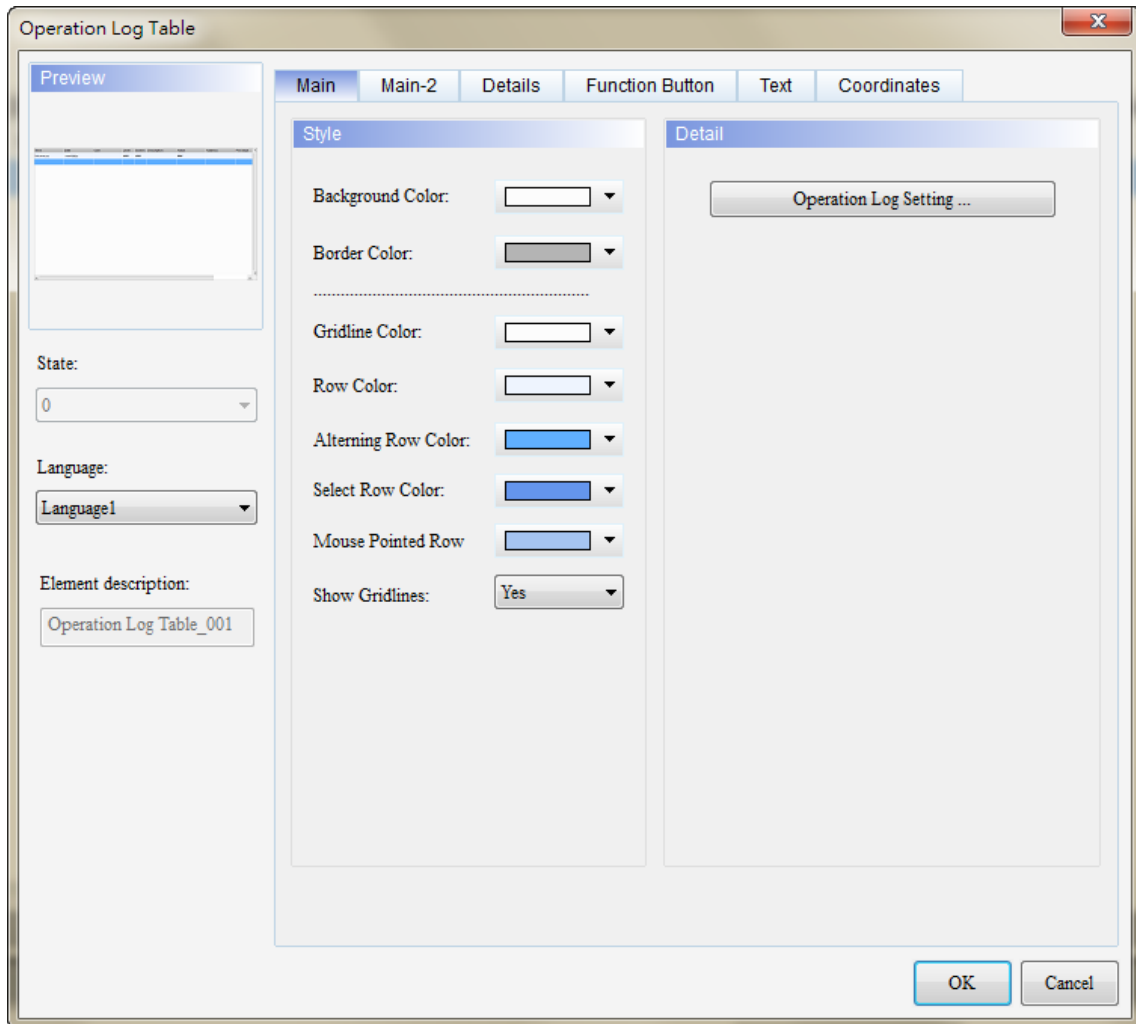 Operation Log Table
Preview
State:
0
Language:
Language1
Element description:
Operation Log Table_001
Main Main-2 Details Function Button Text Coordinates
Style
Background Color:
Border Color:
Gridline Color:
Row Color:
Alterning Row Color:
Select Row Color:
Mouse Pointed Row
Show Gridlines: Yes
Detail
Operation Log Setting ...
OK Cancel